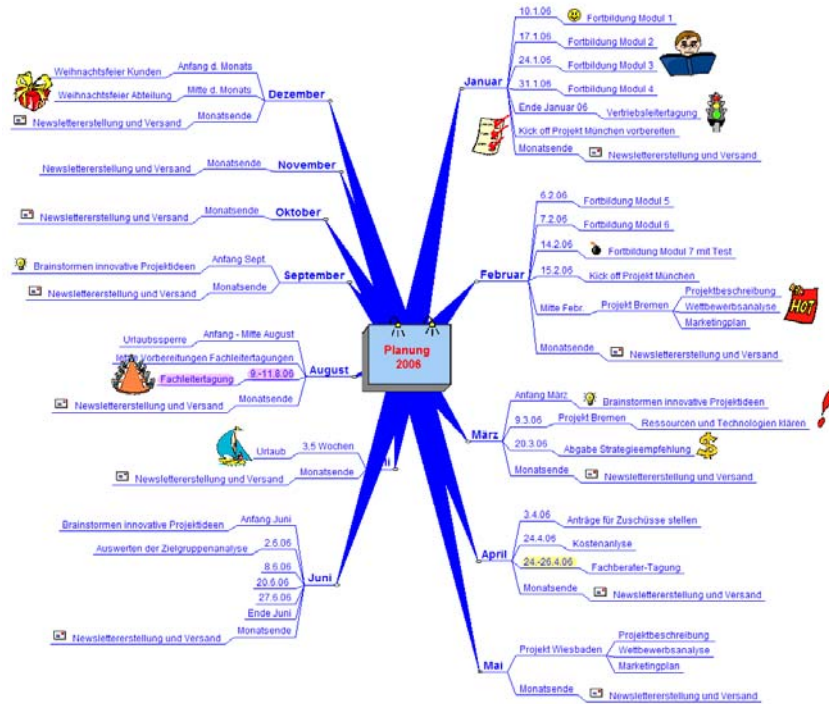 Planung
2006
Januar
10.1.06 Fortbildung Modul 1
17.1.06 Fortbildung Modul 2
24.1.06 Fortbildung Modul 3
31.1.06 Fortbildung Modul 4
Ende Januar 06 Vertriebsleitertagung
Kick off Projekt München vorbereiten
Monatsende Newslettererstellung und Versand
Februar
6.2.06 Fortbildung Modul 5
7.2.06 Fortbildung Modul 6
14.2.06 Fortbildung Modul 7 mit Test
15.2.06 Kick off Projekt München
Mitte Febr. Projekt Bremen
Projektbeschreibung
Wettbewerbsanalyse
Marketingplan
HOT
Monatsende Newslettererstellung und Versand
März
Anfang März Brainstormen innovative Projektideen
9.3.06 Projekt Bremen Ressourcen und Technologien klären
20.3.06 Abgabe Strategieempfehlung
Monatsende Newslettererstellung und Versand
April
3.4.06 Anträge für Zuschüsse stellen
24.4.06 Kostenanlyse
24.-26.4.06 Fachberater-Tagung
Monatsende Newslettererstellung und Versand
Mai
Projekt Wiesbaden
Projektbeschreibung
Wettbewerbsanalyse
Marketingplan
Monatsende Newslettererstellung und Versand
Juni
Brainstormen innovative Projektideen Anfang Juni
Auswerten der Zielgruppenanalyse 2.6.06
8.6.06
20.6.06
27.6.06
Ende Juni
Newslettererstellung und Versand Monatsende
Urlaub 3,5 Wochen
Newslettererstellung und Versand Monatsende
August
Urlaubssperre Anfang - Mitte August
Vorbereitungen Fachleitertagungen
Fachleitertagung 9.-11.8.06
Newslettererstellung und Versand Monatsende
September
Brainstormen innovative Projektideen Anfang Sept.
Newslettererstellung und Versand Monatsende
Oktober
Newslettererstellung und Versand Monatsende
November
Newslettererstellung und Versand Monatsende
Dezember
Weihnachtsfeier Kunden Anfang d. Monats
Weihnachtsfeier Abteilung Mitte d. Monats
Newslettererstellung und Versand Monatsende